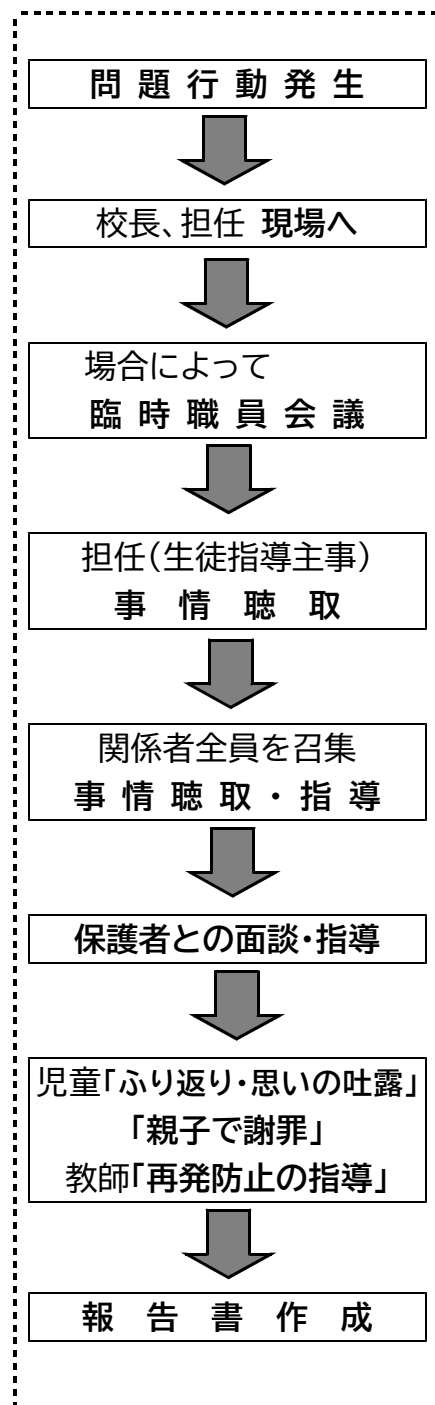 問題行動発生
校長、担任 現場へ
場合によって
臨時職員会議
担任(生徒指導主事)
事情聴取
関係者全員を召集
事情聴取・指導
保護者との面談・指導
児童「ふり返り・思いの吐露」
「親子で謝罪」
教師「再発防止の指導」
報告書作成